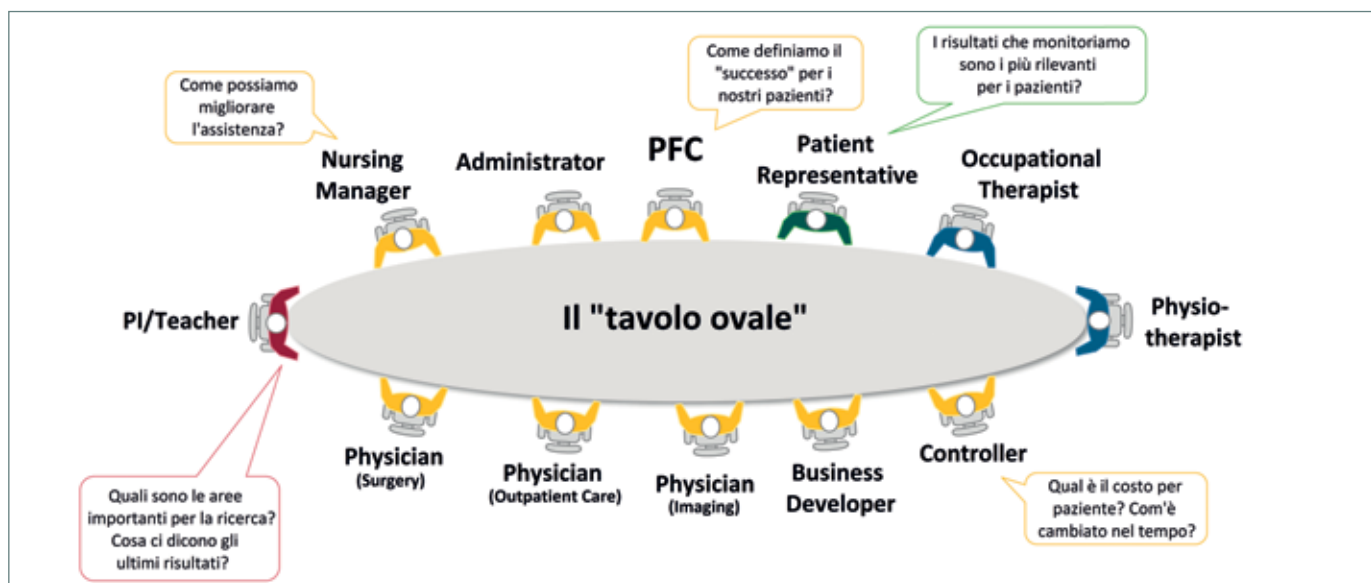 Come possiamo
migliorare
l'assistenza?
Come definiamo il
"successo" per i
nostri pazienti?
I risultati che monitoriamo
sono i più rilevanti
per i pazienti?
Nursing
Manager
Administrator
PFC
Patient
Representative
Occupational
Therapist
PI/Teacher
Il "tavolo ovale"
Physio-
therapist
Physician
(Surgery)
Physician
(Outpatient Care)
Physician
(Imaging)
Business
Developer
Controller
Quali sono le aree
importanti per la ricerca?
Cosa ci dicono gli
ultimi risultati?
Qual è il costo per
paziente? Com'è
cambiato nel tempo?